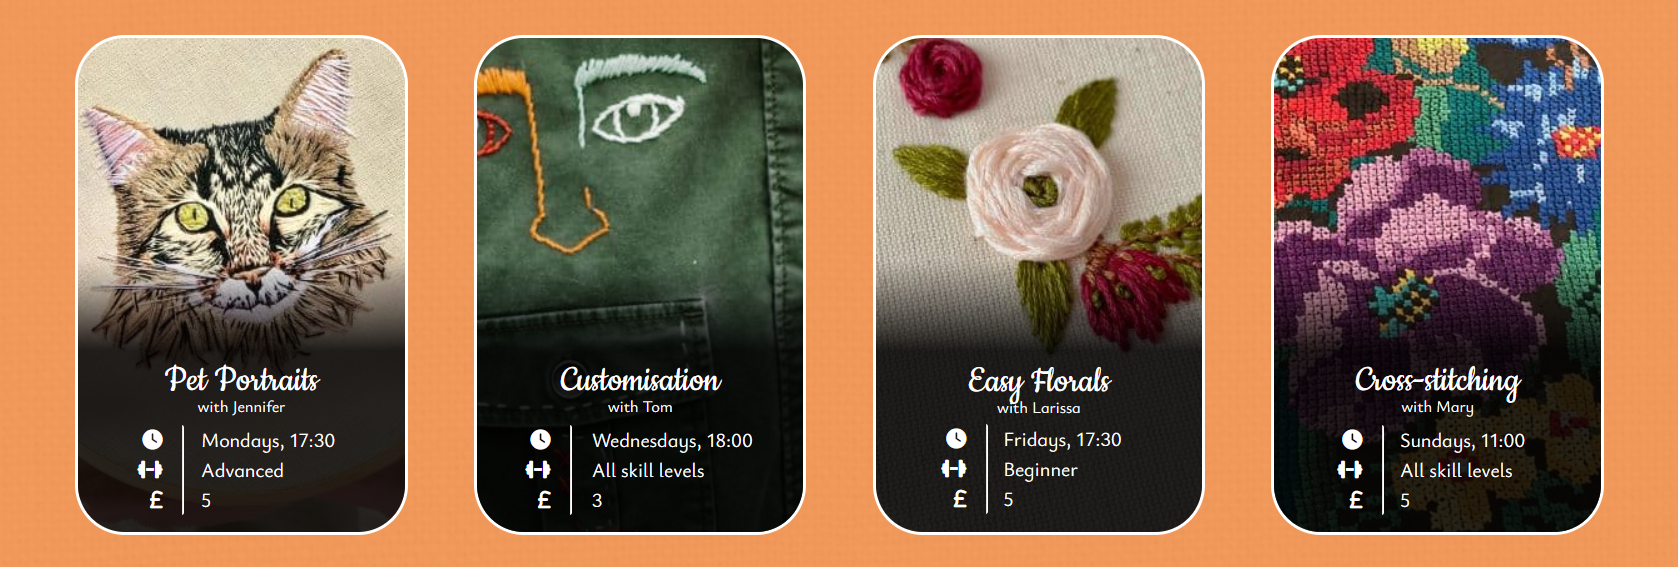 Pet Portraits
with Jennifer
Mondays, 17:30
Advanced
£ 5
Customisation
with Tom
Wednesdays, 18:00
All skill levels
£ 3
Easy Florals
with Larissa
Fridays, 17:30
Beginner
£ 5
Cross-stitching
with Mary
Sundays, 11:00
All skill levels
£ 5